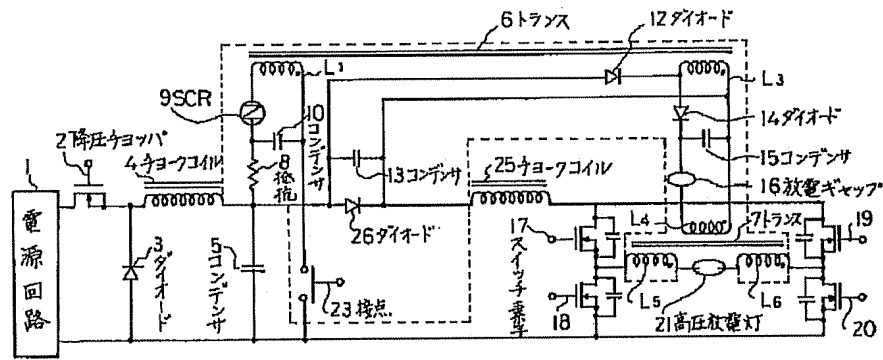 6トランス
12ダイオード
L1
L3
9SCR
10コンデンサ
14ダイオード
2降圧チョッパ
1
4チョークコイル
8抵抗
13コンデンサ
25チョークコイル
15コンデンサ
16放電ギャップ
電源回路
3ダイオード
5コンデンサ
26ダイオード
17スイッチ素子
L4
7トランス
19
23接点
18
L5
L6
21高圧放電灯
20